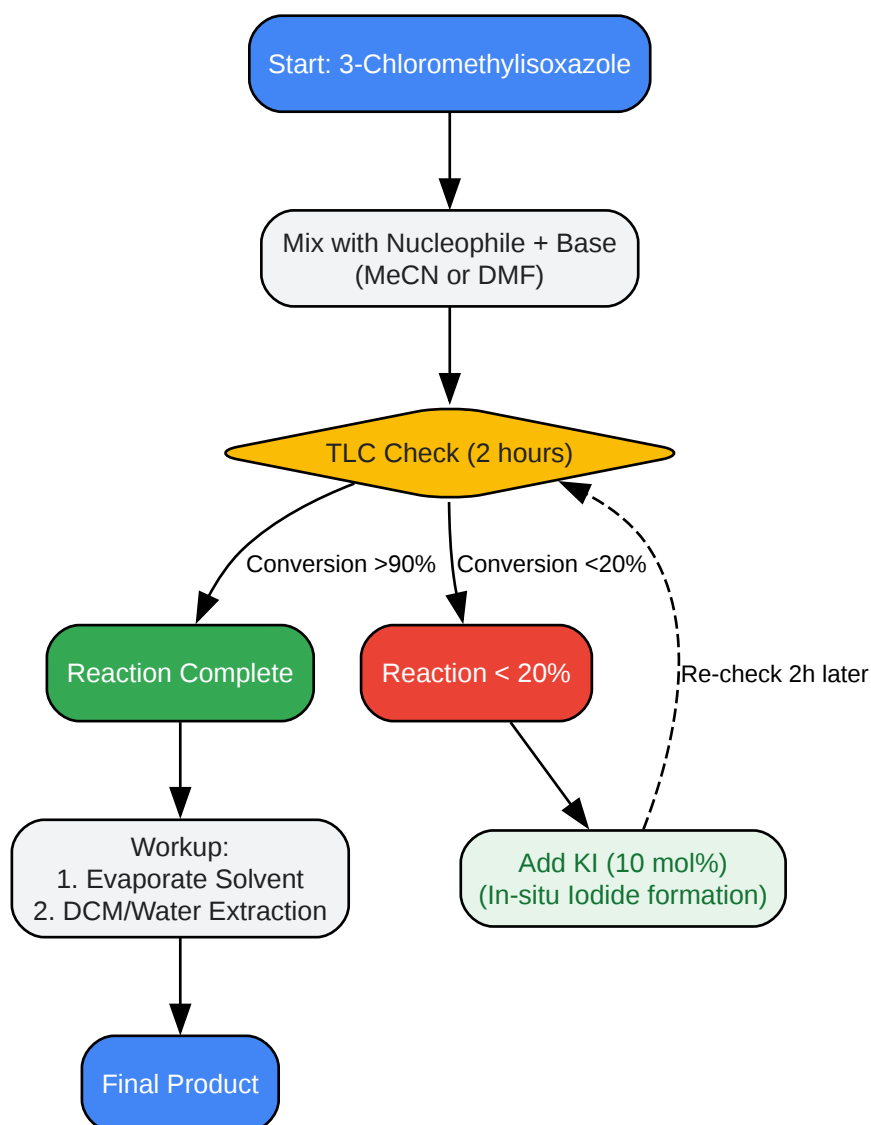 Start: 3-Chloromethylisoxazole
Mix with Nucleophile + Base
(MeCN or DMF)
TLC Check (2 hours)
Conversion >90%
Conversion <20%
Reaction Complete
Reaction < 20%
Re-check 2h later
Workup:
1. Evaporate Solvent
2. DCM/Water Extraction
Add KI (10 mol%)
(In-situ Iodide formation)
Final Product